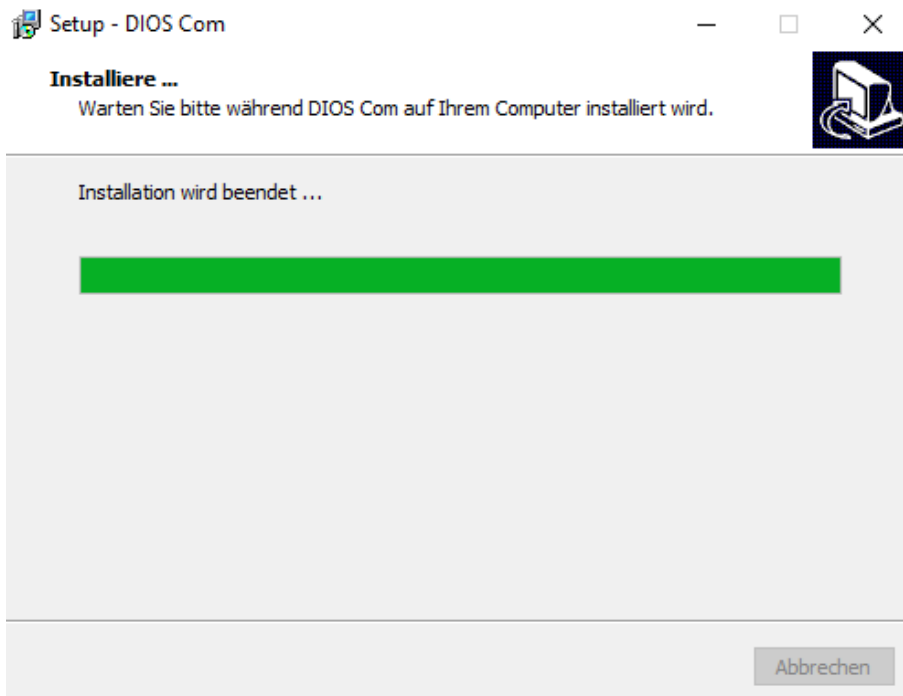 Setup - DIOS Com
Installiere ...
Warten Sie bitte während DIOS Com auf Ihrem Computer installiert wird.
Installation wird beendet ...
Abbrechen